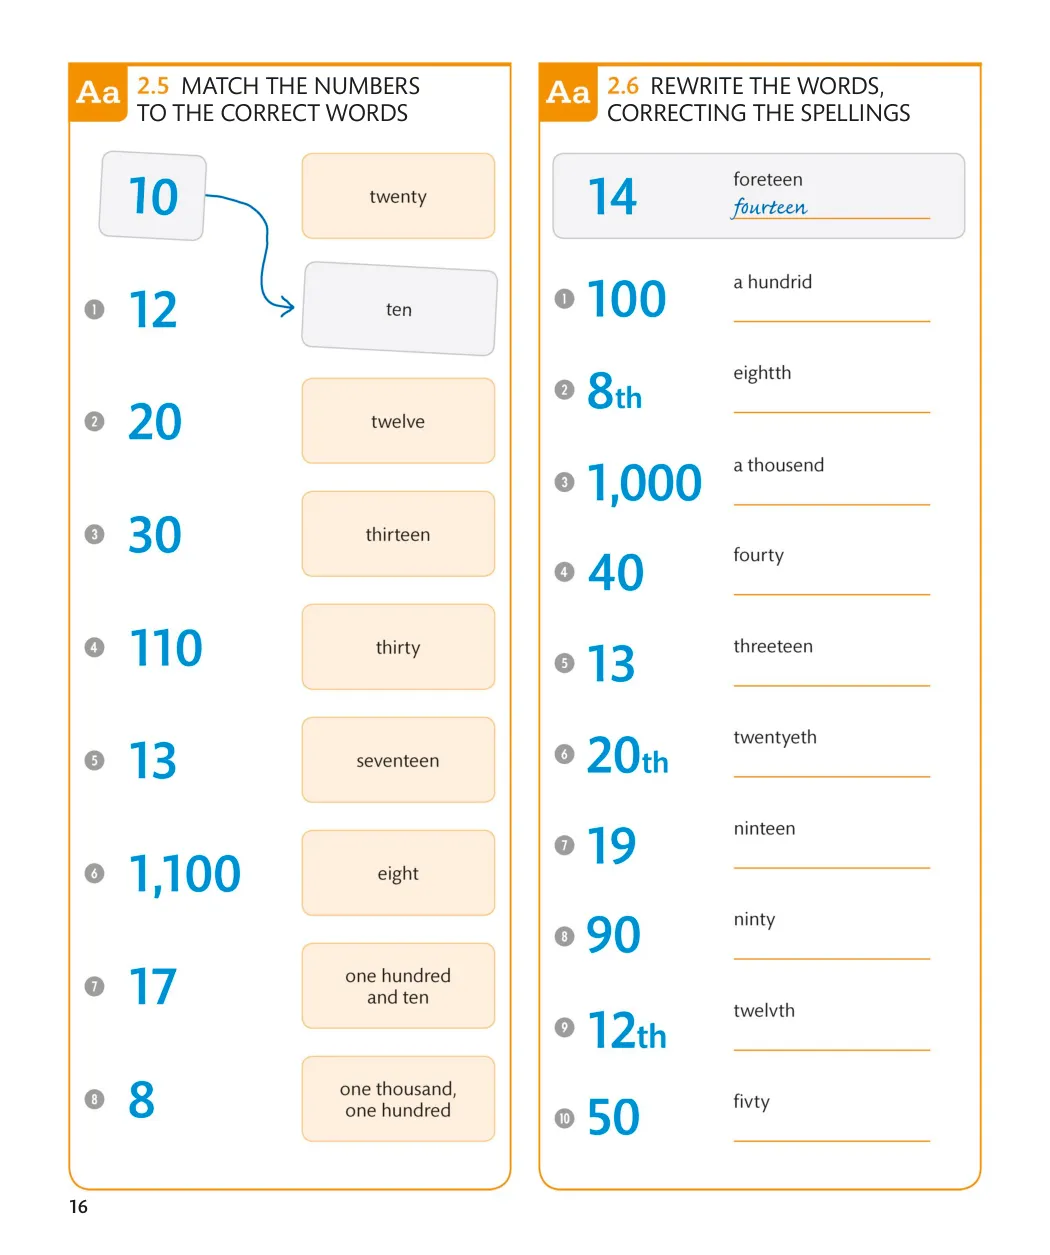 Aa
2.5 MATCH THE NUMBERS
TO THE CORRECT WORDS
10
twenty
1 12
ten
2 20
twelve
3 30
thirteen
4 110
thirty
5 13
seventeen
6 1,100
eight
7 17
one hundred
and ten
8 8
one thousand,
one hundred
Aa
2.6 REWRITE THE WORDS,
CORRECTING THE SPELLINGS
14
foreteen
fourteen
1 100
a hundrid
2 8th
eightth
3 1,000
a thousend
4 40
fourty
5 13
threeteen
6 20th
twentyeth
7 19
ninteen
8 90
ninty
9 12th
twelvth
10 50
fivty
16